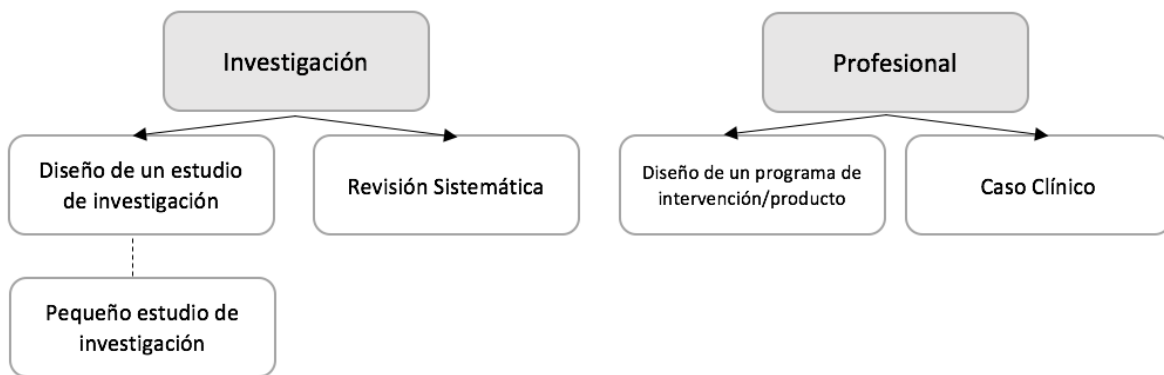 Investigación
Profesional
Diseño de un estudio
de investigación
Revisión Sistemática
Diseño de un programa de
intervención/producto
Caso Clínico
Pequeño estudio de
investigación